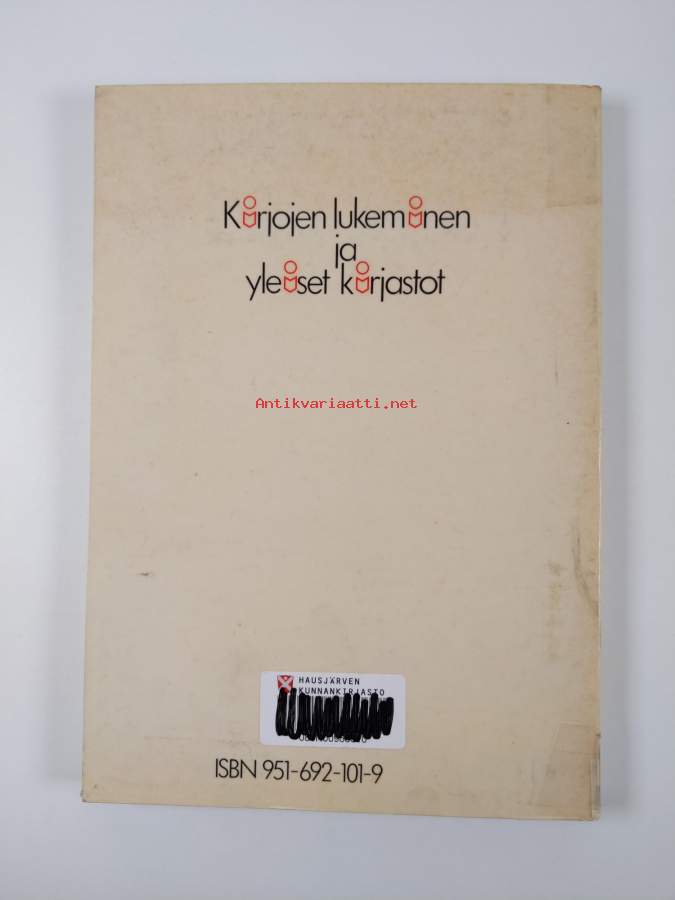 Kirjojen lukeminen
ja
yleiset kirjastot
Antikvariaatti.net
HAUSJÄRVEN
KUNNANKIRJASTO
ISBN 951-692-101-9